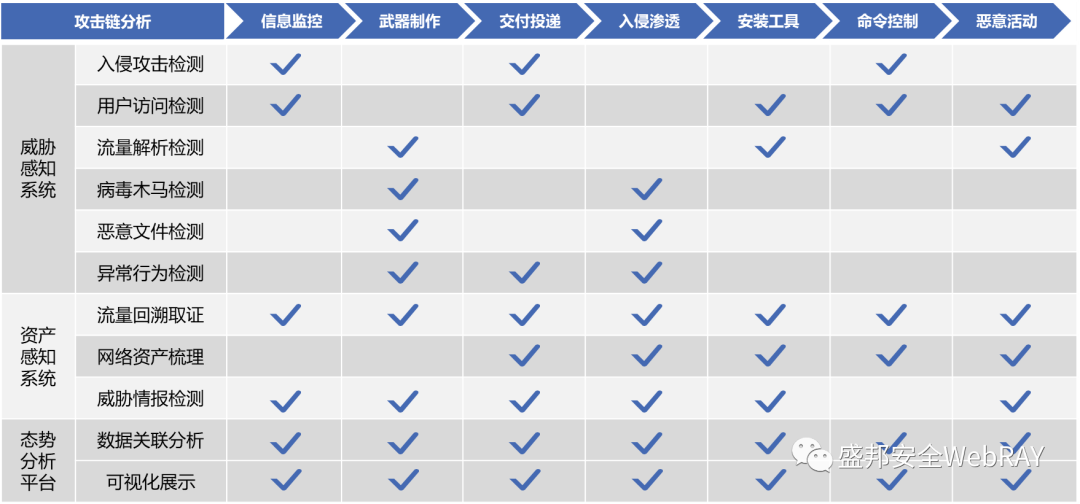 攻击链分析 信息监控 武器制作 交付投递 入侵渗透 安装工具 命令控制 恶意活动
威胁
感知
系统
入侵攻击检测
用户访问检测
流量解析检测
病毒木马检测
恶意文件检测
异常行为检测
资产
感知
系统
流量回溯取证
网络资产梳理
威胁情报检测
态势
分析
平台
数据关联分析
可视化展示
盛邦安全WebRAY